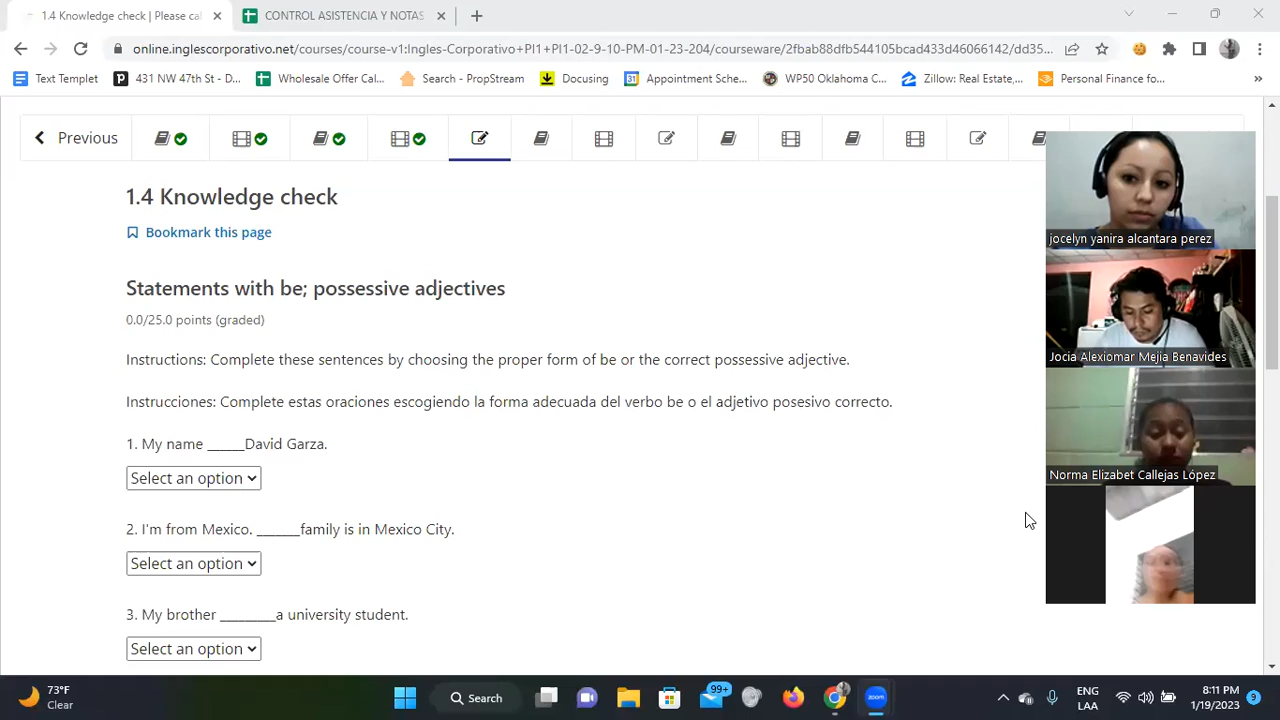 1.4 Knowledge check | Please cal
CONTROL ASISTENCIA Y NOTAS
online.inglescorporativo.net/courses/course-v1:Ingles-Corporativo+PI1+PI1-02-9-10-PM-01-23-204/courseware/2fbab88dfb544105bcad433d46066142/dd35...
Text Templet
431 NW 47th St - D...
Wholesale Offer Cal...
Search - PropStream
Docusing
Appointment Sche...
WP50 Oklahoma C...
Zillow: Real Estate,...
Personal Finance fo...
»
Previous
1.4 Knowledge check
Bookmark this page
Statements with be; possessive adjectives
0.0/25.0 points (graded)
Instructions: Complete these sentences by choosing the proper form of be or the correct possessive adjective.
Instrucciones: Complete estas oraciones escogiendo la forma adecuada del verbo be o el adjetivo posesivo correcto.
1. My name ______David Garza.
Select an option
2. I'm from Mexico. ______family is in Mexico City.
Select an option
3. My brother ________a university student.
Select an option
jocelyn yanira alcantara perez
Jocia Alexiomar Mejia Benavides
Norma Elizabet Callejas López
73°F
Clear
Search
99+
zoom
ENG
LAA
8:11 PM
1/19/2023
9